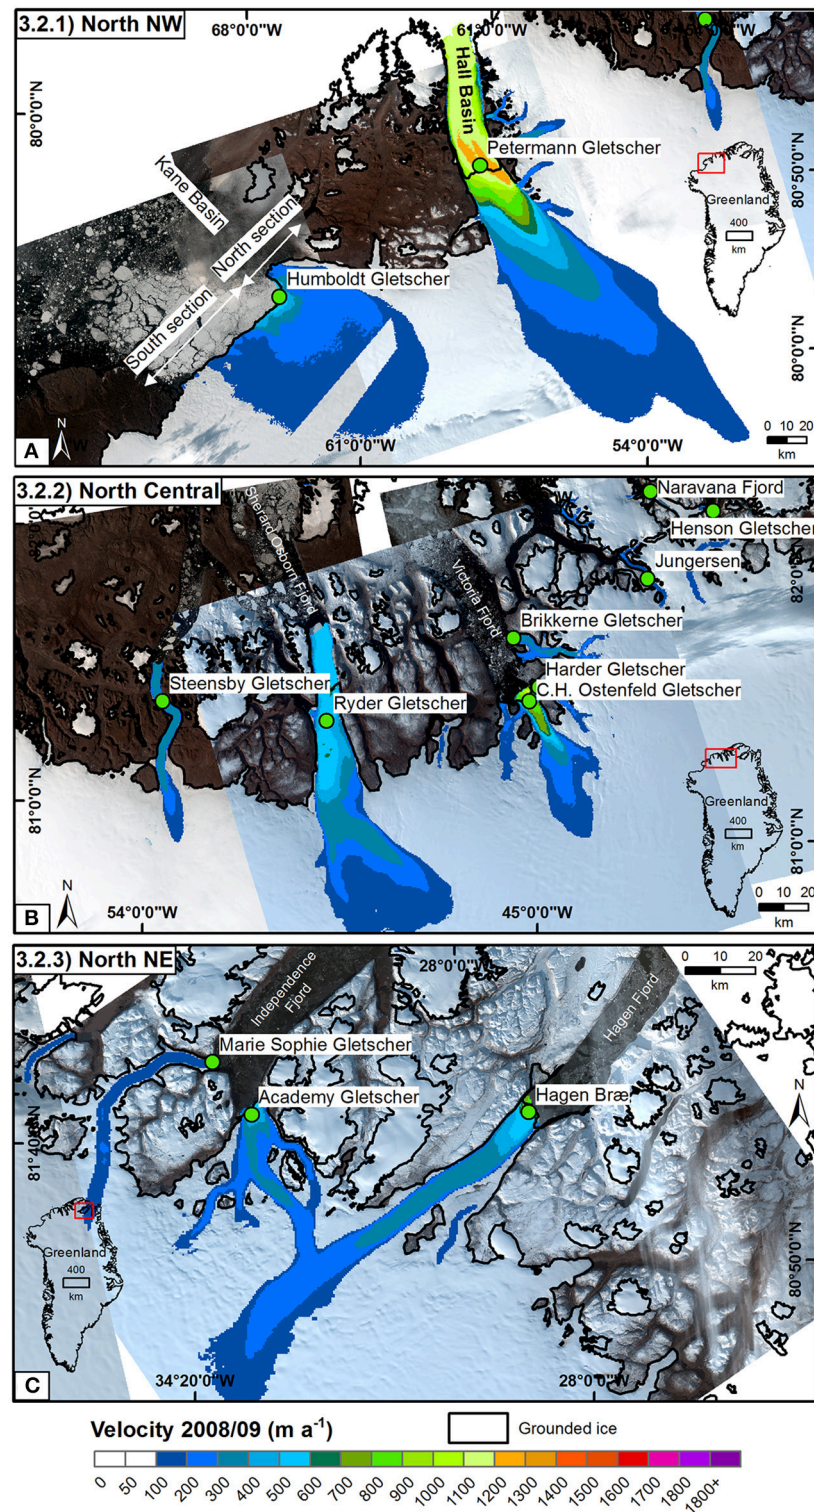 3.2.1) North NW
68°0'0"W
61°0'0"W
Hall Basin
80°0'0"N
Petermann Gletscher
80°50'0"N
Kane Basin
North section
Greenland
400
km
Humboldt Gletscher
South section
80°0'0"N
N
A
61°0'0"W
54°0'0"W
0 10 20
km
3.2.2) North Central
Sherard Osborn Fjord
Naravana Fjord
Henson Gletscher
Jungersen
82°0'0"N
Victoria Fjord
Brikkerne Gletscher
Harder Gletscher
C.H. Ostenfeld Gletscher
Steensby Gletscher
Ryder Gletscher
81°0'0"N
Greenland
400
km
81°0'0"N
N
B
54°0'0"W
45°0'0"W
0 10 20
km
3.2.3) North NE
28°0'0"W
0 10 20
km
Independence
Fjord
Hagen Fjord
Marie Sophie Gletscher
Academy Gletscher
Hagen Bræ
N
81°40'0"N
Greenland
400
km
80°50'0"N
C
34°20'0"W
28°0'0"W
Velocity 2008/09 (m a-1)
Grounded ice
0 50 100 200 300 400 500 600 700 800 900 1000 1100 1200 1300 1400 1500 1600 1700 1800 1800+